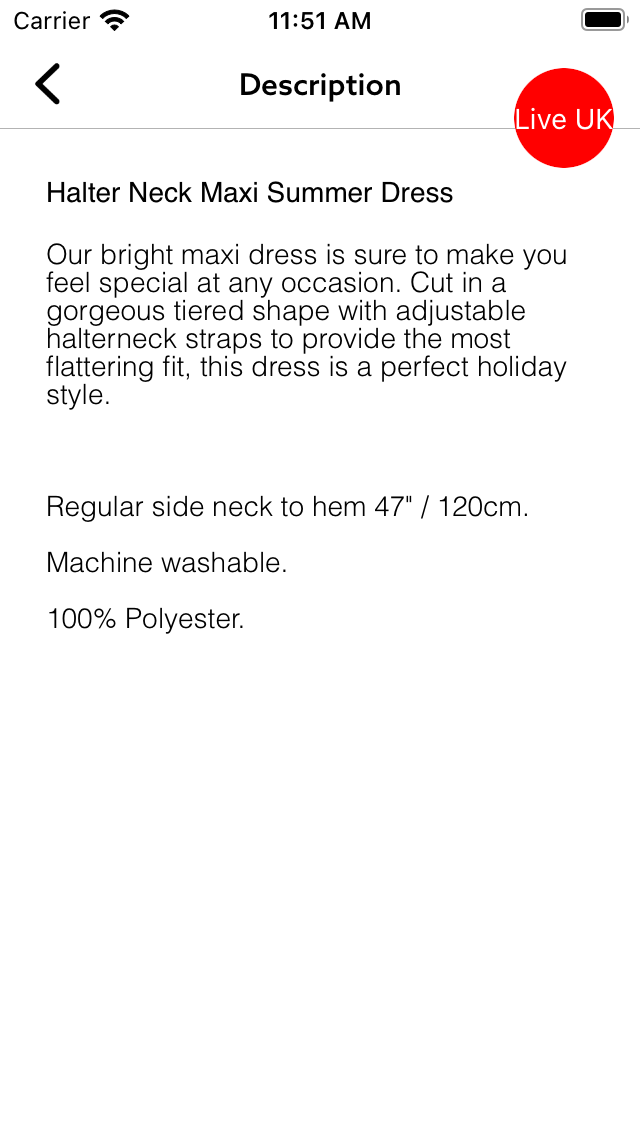 Carrier 11:51 AM
Description
Live UK
Halter Neck Maxi Summer Dress
Our bright maxi dress is sure to make you
feel special at any occasion. Cut in a
gorgeous tiered shape with adjustable
halterneck straps to provide the most
flattering fit, this dress is a perfect holiday
style.
Regular side neck to hem 47" / 120cm.
Machine washable.
100% Polyester.